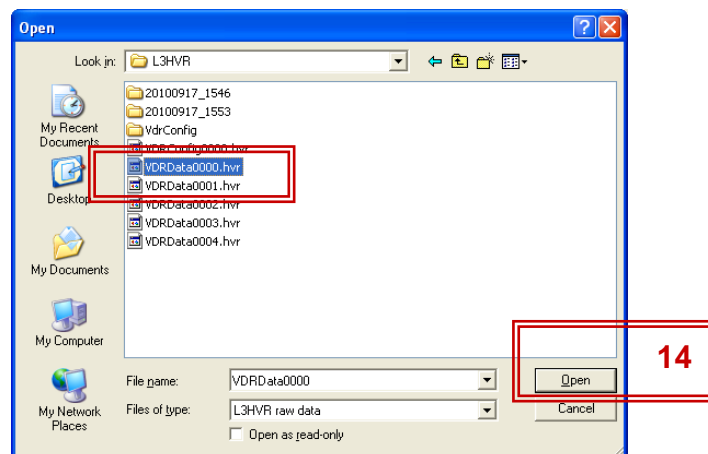 Open
Look in: L3HVR
20100917_1546
20100917_1553
VdrConfig
VDRConfig0000.hvr
VDRData0000.hvr
VDRData0001.hvr
VDRData0002.hvr
VDRData0003.hvr
VDRData0004.hvr
My Recent
Documents
Desktop
My Documents
My Computer
My Network
Places
File name: VDRData0000
Open
Files of type: L3HVR raw data
Cancel
Open as read-only
14